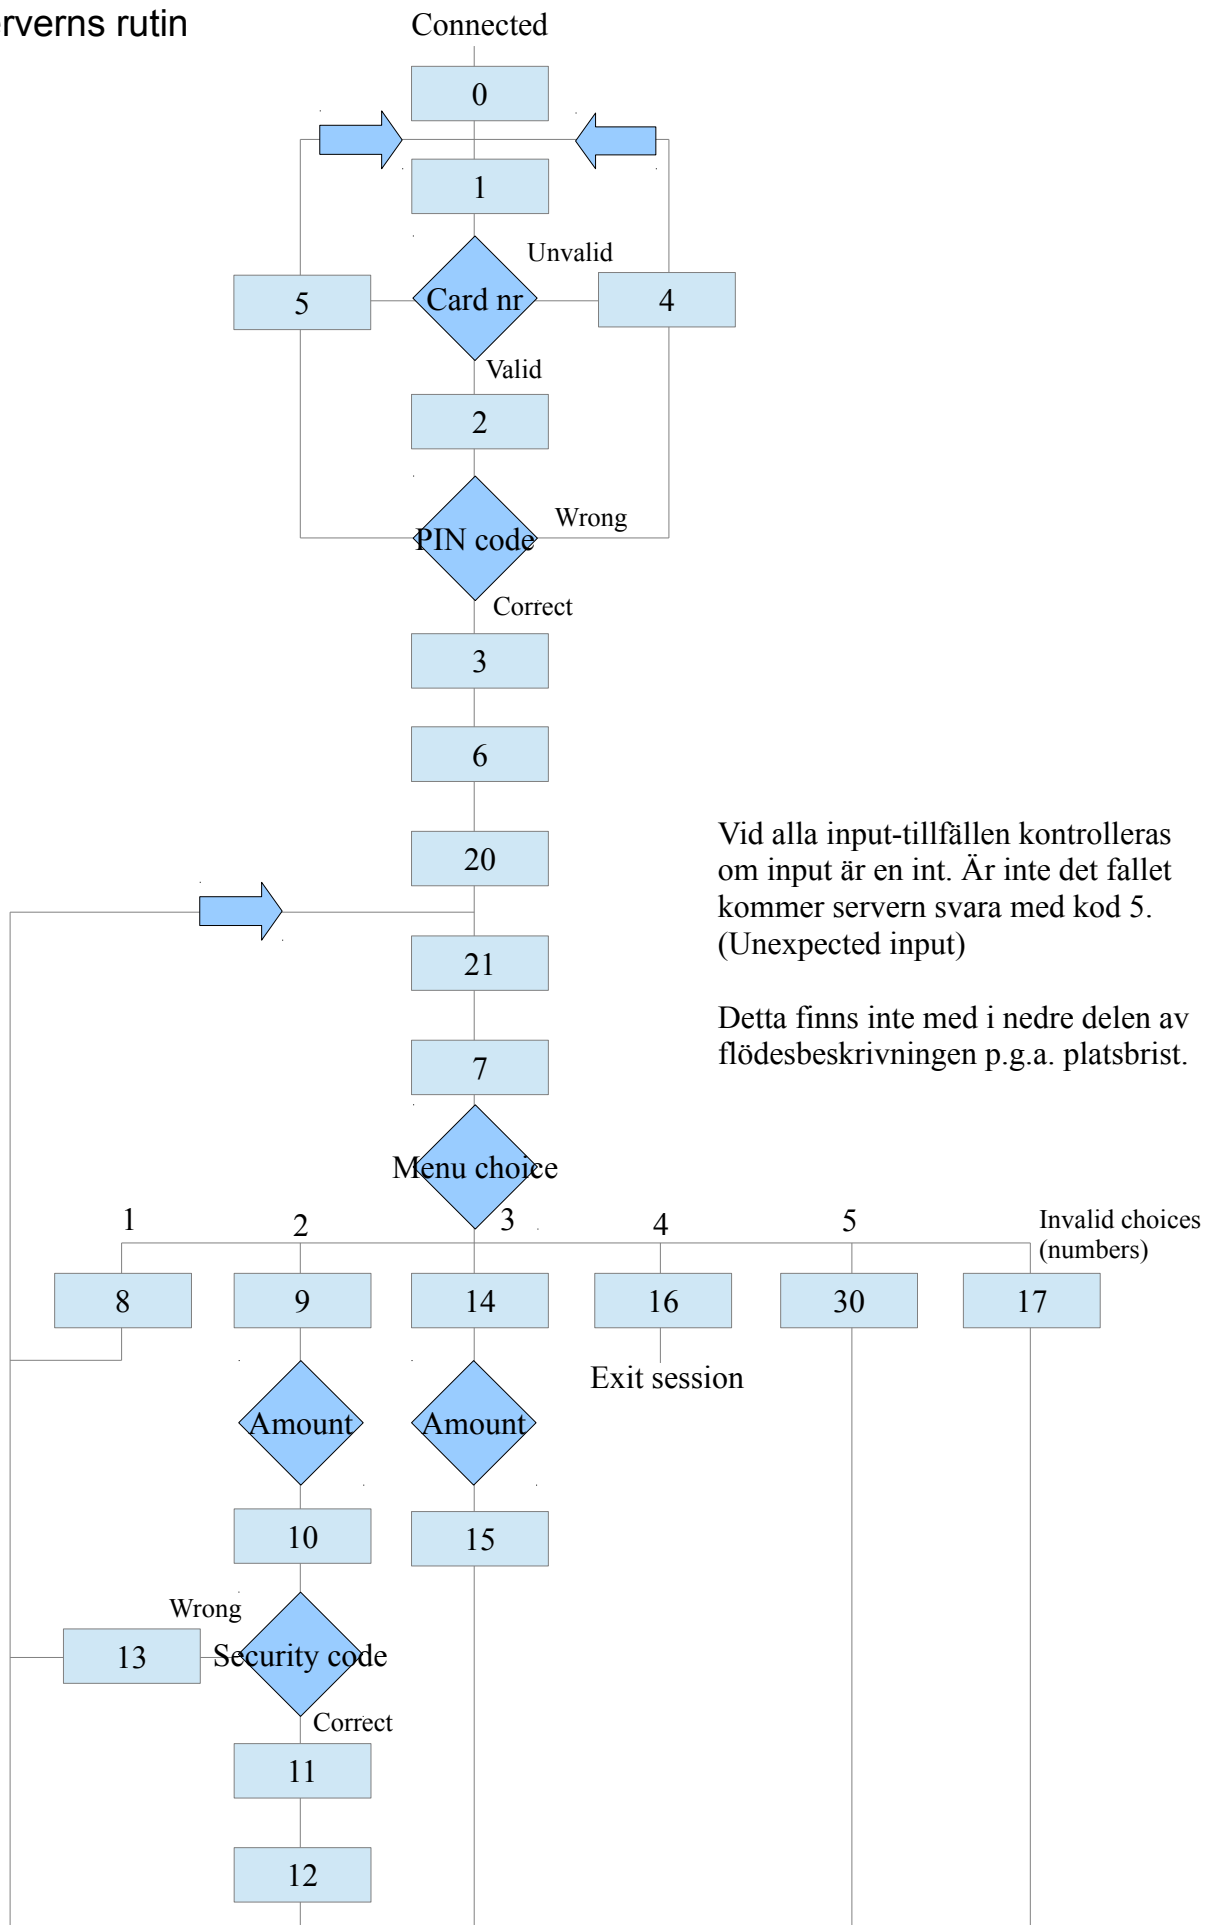 erverns rutin
Connected
0
1
Unvalid
5
Card nr
4
Valid
2
Wrong
PIN code
Correct
3
6
20
21
7
Vid alla input-tillfällen kontrolleras
om input är en int. Är inte det fallet
kommer servern svara med kod 5.
(Unexpected input)
Detta finns inte med i nedre delen av
flödesbeskrivningen p.g.a. platsbrist.
Menu choice
1
2
3
4
5
Invalid choices
(numbers)
8
9
14
16
30
17
Exit session
Amount
Amount
10
15
Wrong
13
Security code
Correct
11
12